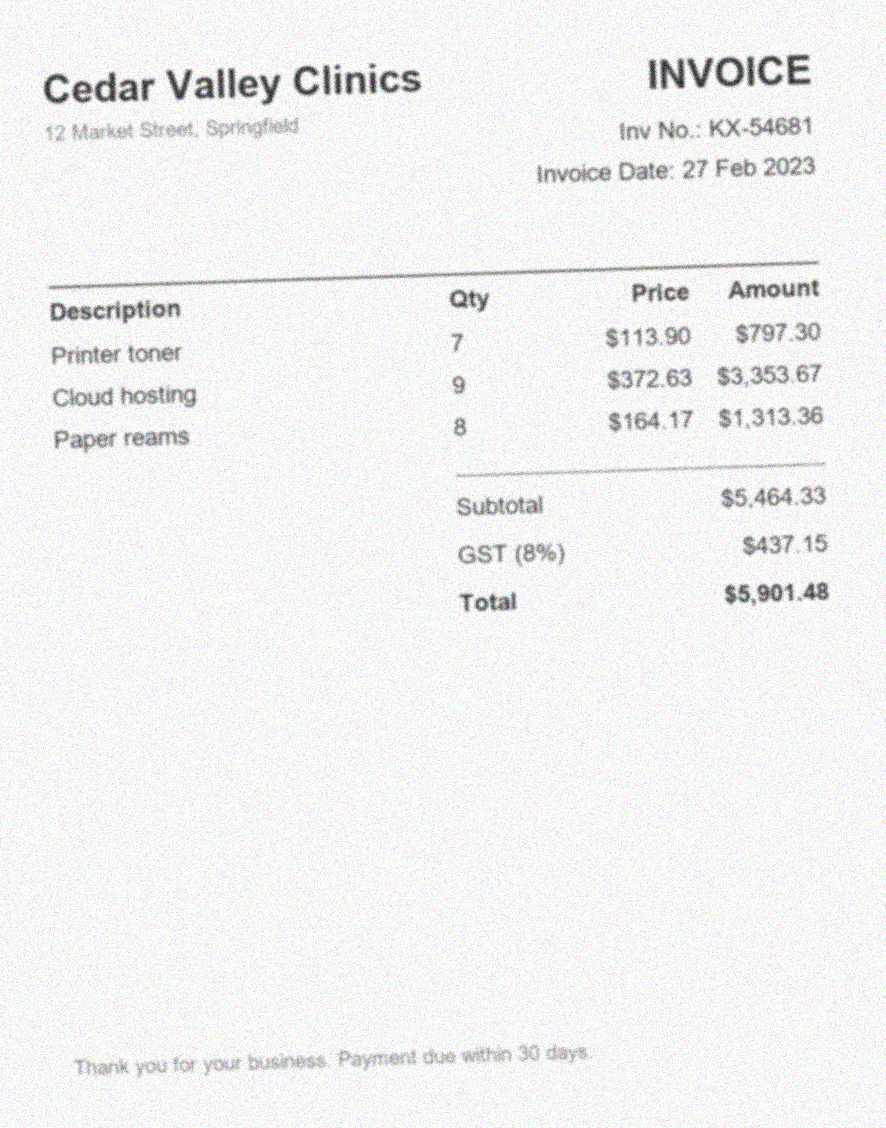 Cedar Valley Clinics
INVOICE
12 Market Street, Springfield
Inv No.: KX-54681
Invoice Date: 27 Feb 2023
Description Qty Price Amount
Printer toner 7 $113.90 $797.30
Cloud hosting 9 $372.63 $3,353.67
Paper reams 8 $164.17 $1,313.36
Subtotal $5,464.33
GST (8%) $437.15
Total $5,901.48
Thank you for your business. Payment due within 30 days.